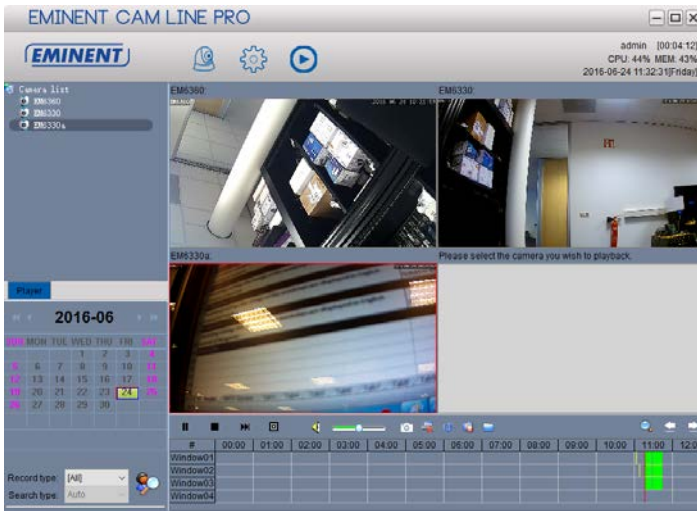 EMINENT CAM LINE PRO
EMINENT
admin [00:04:12]
CPU: 44% MEM: 43%
2016-06-24 11:32:31[Friday]
Camera list
EM6360
EM6330
EM6330a
EM6360:
EM6330:
EM6330a:
Please select the camera you wish to playback.
Player
2016-06
SUN MON TUE WED THU FRI SAT
1 2 3 4
5 6 7 8 9 10 11
12 13 14 15 16 17 18
19 20 21 22 23 24 25
26 27 28 29 30
# 00:00 01:00 02:00 03:00 04:00 05:00 06:00 07:00 08:00 09:00 10:00 11:00 12:0
Window01
Window02
Window03
Window04
Record type: [All]
Search type: Auto